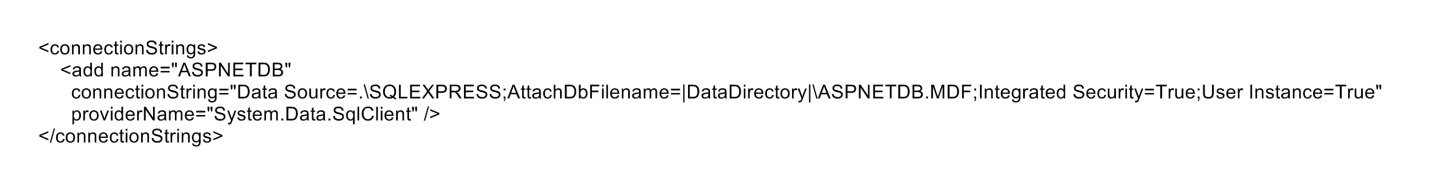 <connectionStrings>
<add name="ASPNETDB"
connectionString="Data Source=.\SQLEXPRESS;AttachDbFilename=|DataDirectory|\ASPNETDB.MDF;Integrated Security=True;User Instance=True"
providerName="System.Data.SqlClient" />
</connectionStrings>